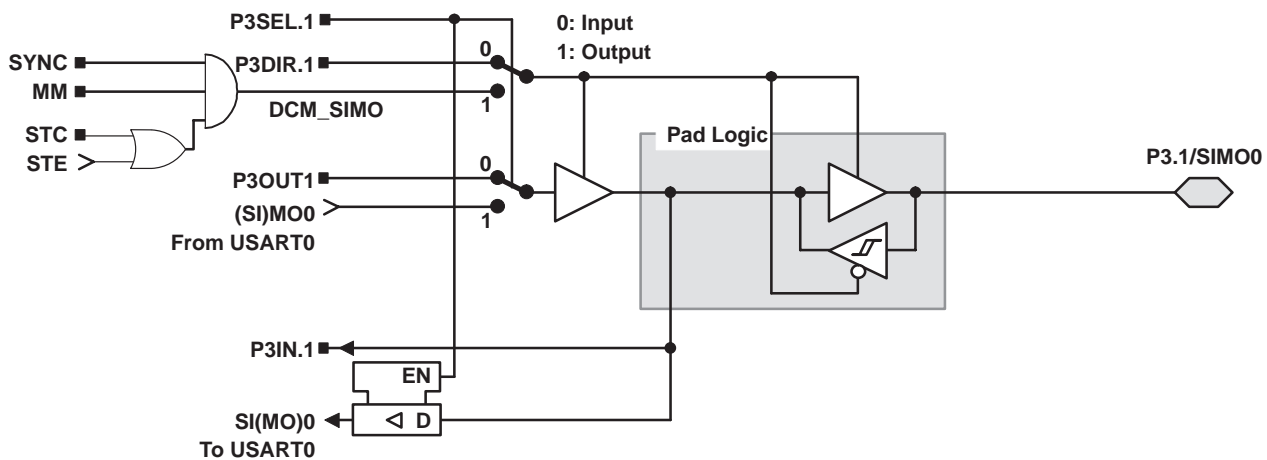 P3SEL.1
0: Input
1: Output
SYNC
P3DIR.1
0
MM
1
DCM_SIMO
STC
STE
Pad Logic
P3.1/SIMO0
P3OUT1
0
(SI)MO0
1
From USART0
P3IN.1
EN
SI(MO)0
D
To USART0